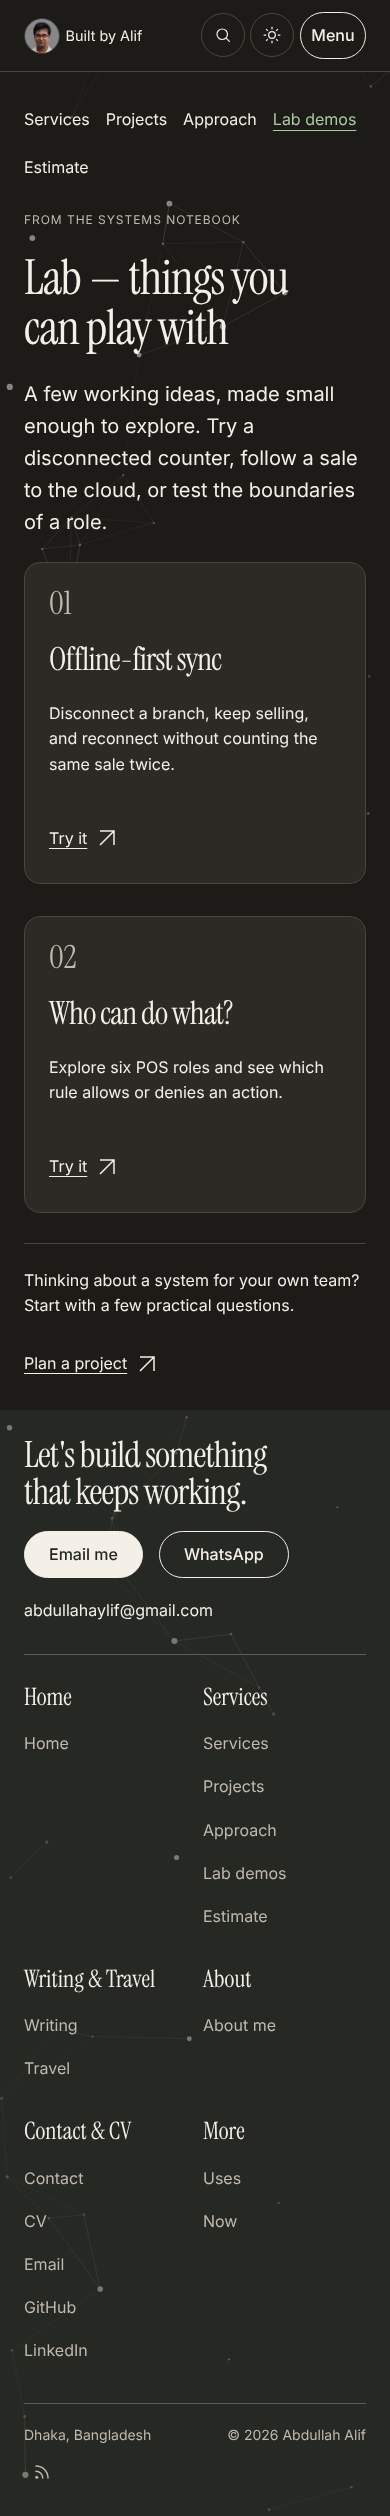 Built by Alif
Menu
Services Projects Approach Lab demos
Estimate
FROM THE SYSTEMS NOTEBOOK
Lab — things you
can play with
A few working ideas, made small
enough to explore. Try a
disconnected counter, follow a sale
to the cloud, or test the boundaries
of a role.
01
Offline-first sync
Disconnect a branch, keep selling,
and reconnect without counting the
same sale twice.
Try it
02
Who can do what?
Explore six POS roles and see which
rule allows or denies an action.
Try it
Thinking about a system for your own team?
Start with a few practical questions.
Plan a project
Let's build something
that keeps working.
Email me
WhatsApp
abdullahaylif@gmail.com
Home
Home
Services
Services
Projects
Approach
Lab demos
Estimate
Writing & Travel
Writing
Travel
About
About me
Contact & CV
Contact
CV
Email
GitHub
LinkedIn
More
Uses
Now
Dhaka, Bangladesh
© 2026 Abdullah Alif